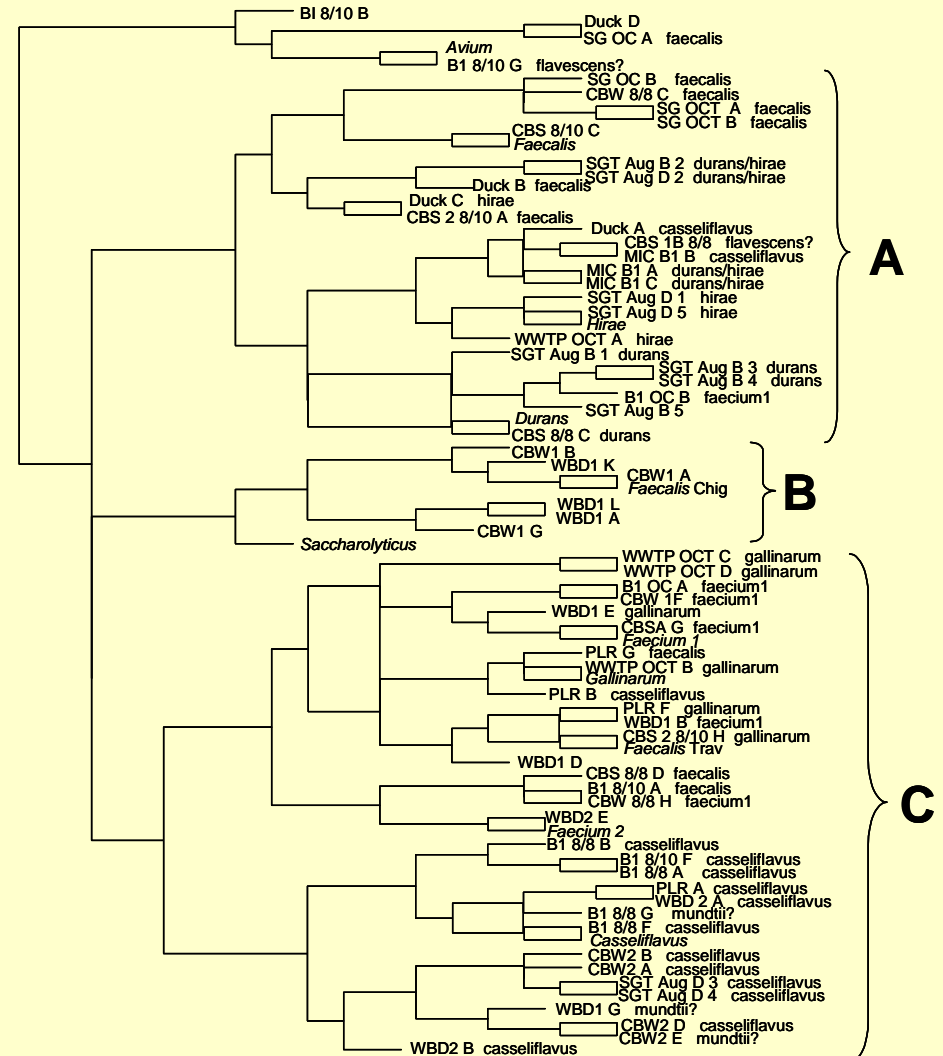 BI 8/10 B
Duck D
SG OC A faecalis
Avium
B1 8/10 G flavescens?
SG OC B faecalis
CBW 8/8 C faecalis
SG OCT A faecalis
SG OCT B faecalis
CBS 8/10 C
Faecalis
SGT Aug B 2 durans/hirae
SGT Aug D 2 durans/hirae
Duck B faecalis
Duck C hirae
CBS 2 8/10 A faecalis
Duck A casseliflavus
CBS 1B 8/8 flavescens?
MIC B1 B casseliflavus
A
MIC B1 A durans/hirae
MIC B1 C durans/hirae
SGT Aug D 1 hirae
SGT Aug D 5 hirae
Hirae
WWTP OCT A hirae
SGT Aug B 1 durans
SGT Aug B 3 durans
SGT Aug B 4 durans
B1 OC B faecium1
SGT Aug B 5
Durans
CBS 8/8 C durans
CBW1 B
WBD1 K
CBW1 A
Faecalis Chig
B
WBD1 L
WBD1 A
CBW1 G
Saccharolyticus
WWTP OCT C gallinarum
WWTP OCT D gallinarum
B1 OC A faecium1
CBW 1F faecium1
WBD1 E gallinarum
CBSA G faecium1
Faecium 1
PLR G faecalis
WWTP OCT B gallinarum
Gallinarum
PLR B casseliflavus
PLR F gallinarum
WBD1 B faecium1
CBS 2 8/10 H gallinarum
Faecalis Trav
WBD1 D
CBS 8/8 D faecalis
B1 8/10 A faecalis
CBW 8/8 H faecium1
C
WBD2 E
Faecium 2
B1 8/8 B casseliflavus
B1 8/10 F casseliflavus
B1 8/8 A casseliflavus
PLR A casseliflavus
WBD 2 A casseliflavus
B1 8/8 G mundtii?
B1 8/8 F casseliflavus
Casseliflavus
CBW2 B casseliflavus
CBW2 A casseliflavus
SGT Aug D 3 casseliflavus
SGT Aug D 4 casseliflavus
WBD1 G mundtii?
CBW2 D casseliflavus
CBW2 E mundtii?
WBD2 B casseliflavus